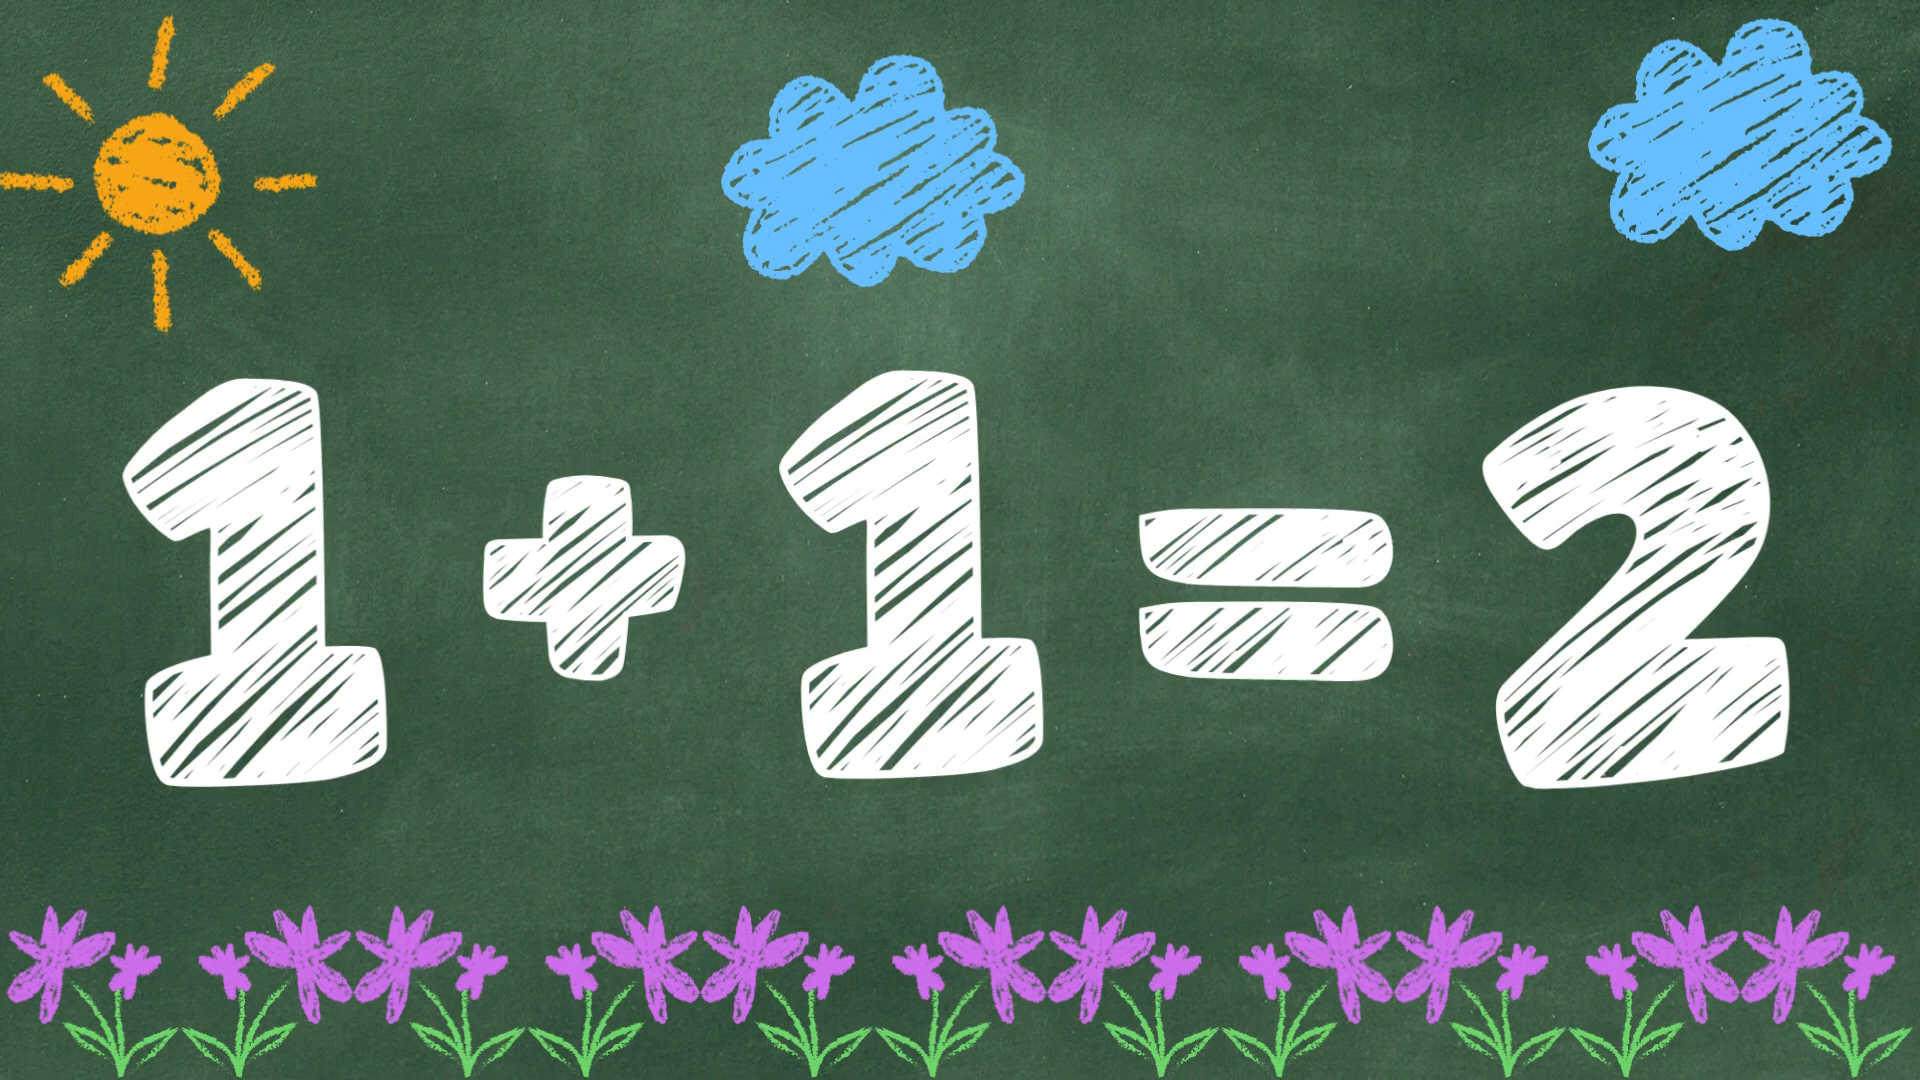 1 + 1 = 2